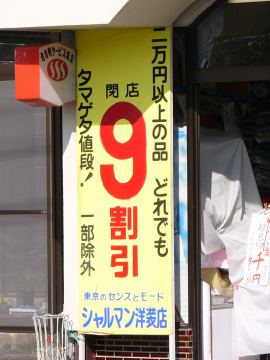 二万円以上の品 どれでも
閉店
9割引
タマゲタ値段! 一部除外
東京のセンスとモード
シャルマン洋装店
千円